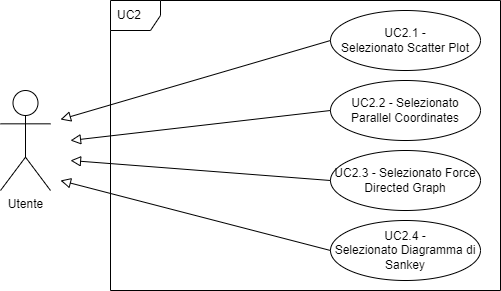 UC2
UC2.1 -
Selezionato Scatter Plot
UC2.2 - Selezionato
Parallel Coordinates
UC2.3 - Selezionato Force
Directed Graph
UC2.4 -
Selezionato Diagramma di
Sankey
Utente